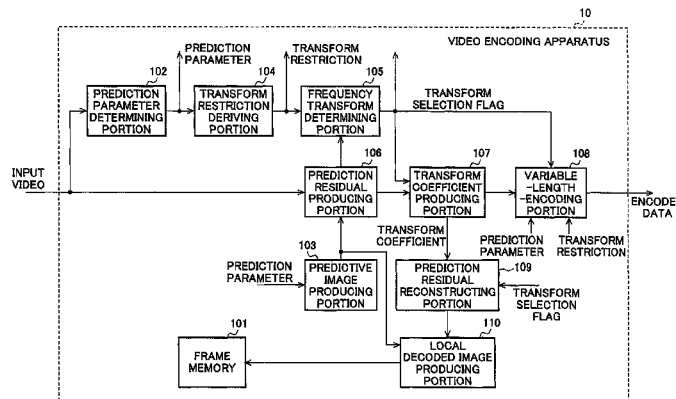 10
VIDEO ENCODING APPARATUS
PREDICTION
PARAMETER
TRANSFORM
RESTRICTION
102
PREDICTION
PARAMETER
DETERMINING
PORTION
104
TRANSFORM
RESTRICTION
DERIVING
PORTION
105
FREQUENCY
TRANSFORM
DETERMINING
PORTION
TRANSFORM
SELECTION FLAG
INPUT
VIDEO
106
PREDICTION
RESIDUAL
PRODUCING
PORTION
107
TRANSFORM
COEFFICIENT
PRODUCING
PORTION
108
VARIABLE
-LENGTH
-ENCODING
PORTION
ENCODE
DATA
TRANSFORM
COEFFICIENT
PREDICTION
PARAMETER
TRANSFORM
RESTRICTION
PREDICTION
PARAMETER
103
PREDICTIVE
IMAGE
PRODUCING
PORTION
109
PREDICTION
RESIDUAL
RECONSTRUCTING
PORTION
TRANSFORM
SELECTION
FLAG
101
FRAME
MEMORY
110
LOCAL
DECODED IMAGE
PRODUCING
PORTION